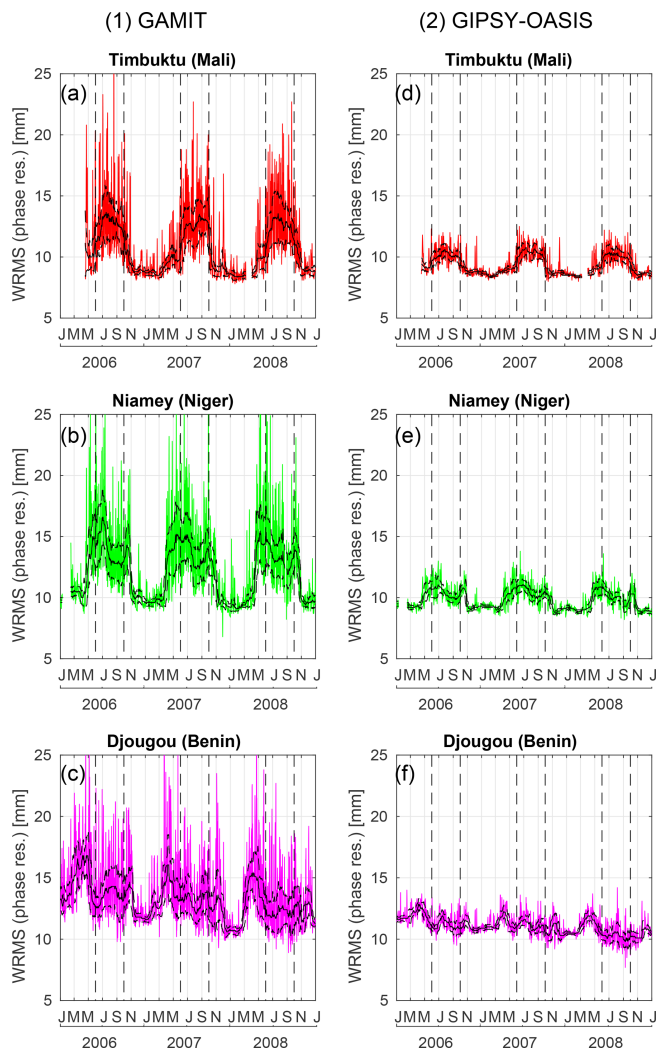 (1) GAMIT (2) GIPSY-OASIS
Timbuktu (Mali)
(a)
WRMS (phase res.) [mm]
25
20
15
10
5
J M M J S N J M M J S N J M M J S N J
2006 2007 2008
Timbuktu (Mali)
(d)
WRMS (phase res.) [mm]
25
20
15
10
5
J M M J S N J M M J S N J M M J S N J
2006 2007 2008
Niamey (Niger)
(b)
WRMS (phase res.) [mm]
25
20
15
10
5
J M M J S N J M M J S N J M M J S N J
2006 2007 2008
Niamey (Niger)
(e)
WRMS (phase res.) [mm]
25
20
15
10
5
J M M J S N J M M J S N J M M J S N J
2006 2007 2008
Djougou (Benin)
(c)
WRMS (phase res.) [mm]
25
20
15
10
5
J M M J S N J M M J S N J M M J S N J
2006 2007 2008
Djougou (Benin)
(f)
WRMS (phase res.) [mm]
25
20
15
10
5
J M M J S N J M M J S N J M M J S N J
2006 2007 2008